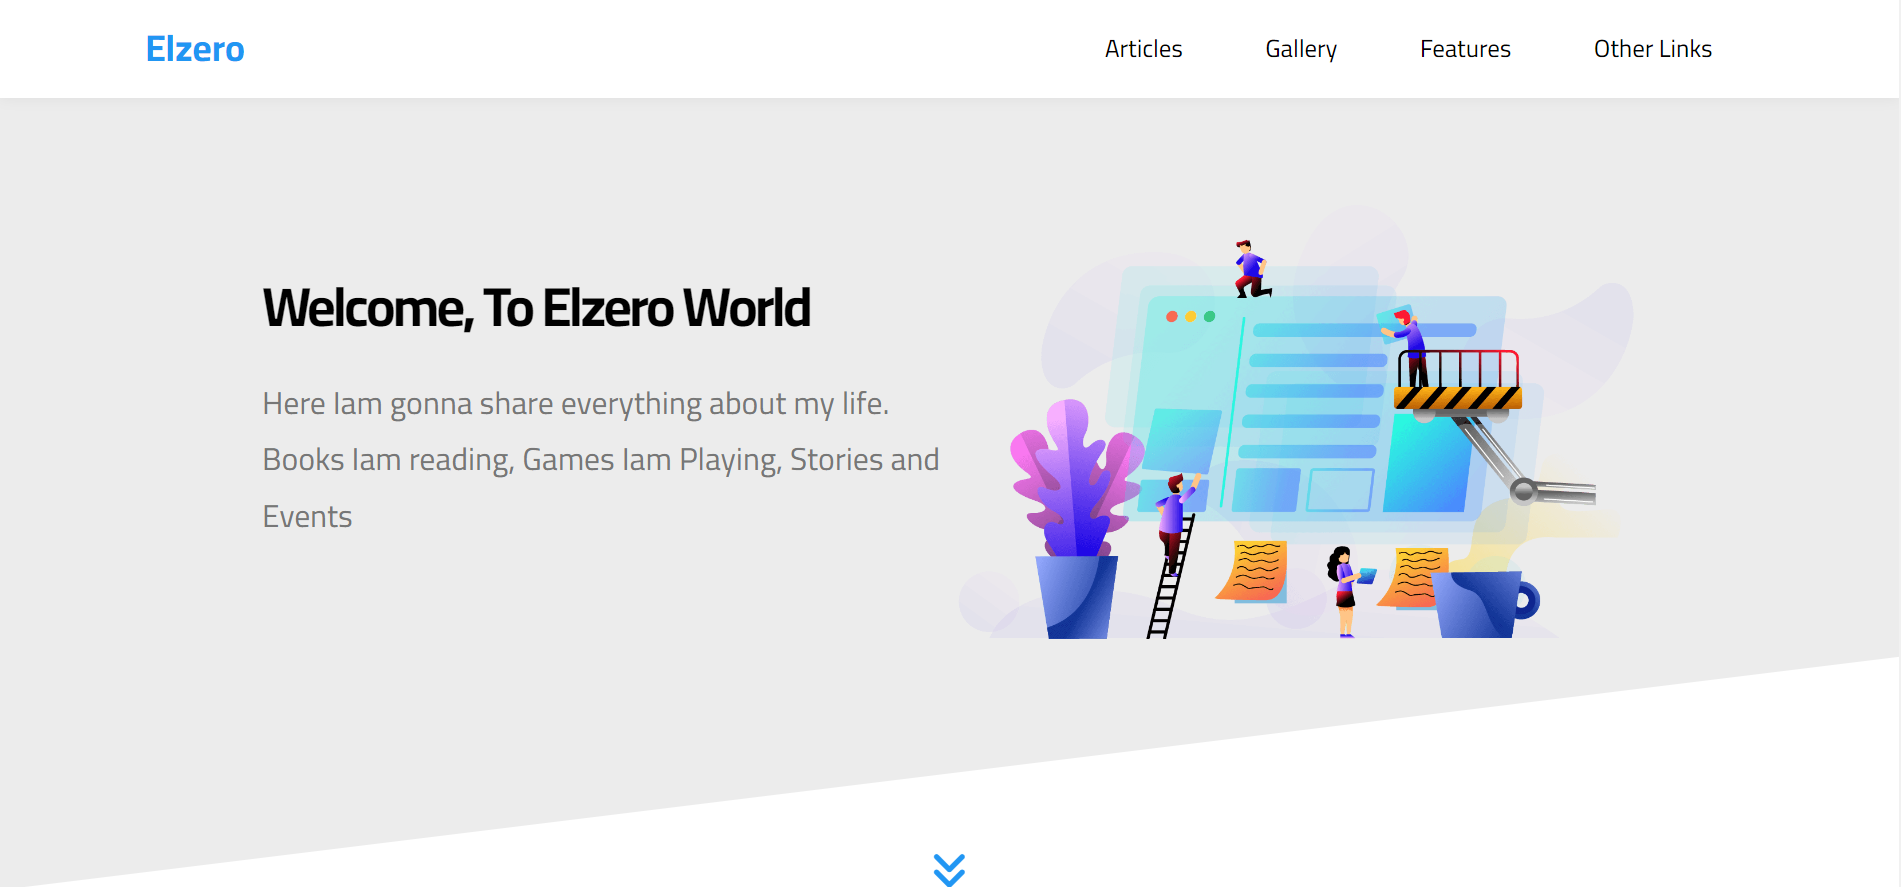 Elzero
Articles
Gallery
Features
Other Links
Welcome, To Elzero World
Here Iam gonna share everything about my life.
Books Iam reading, Games Iam Playing, Stories and
Events